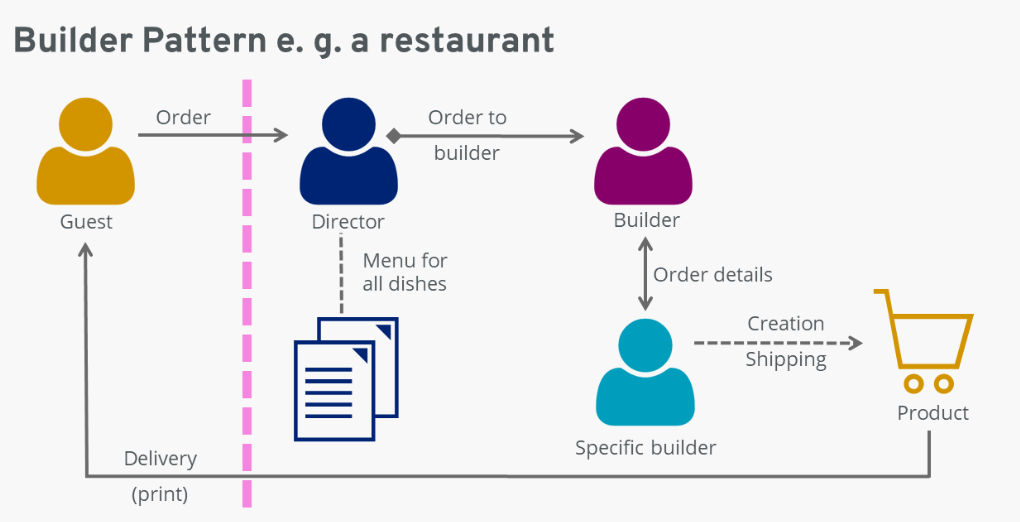 Builder Pattern e. g. a restaurant
Order
Order to
builder
Guest
Director
Builder
Menu for
all dishes
Order details
Creation
Shipping
Product
Specific builder
Delivery
(print)